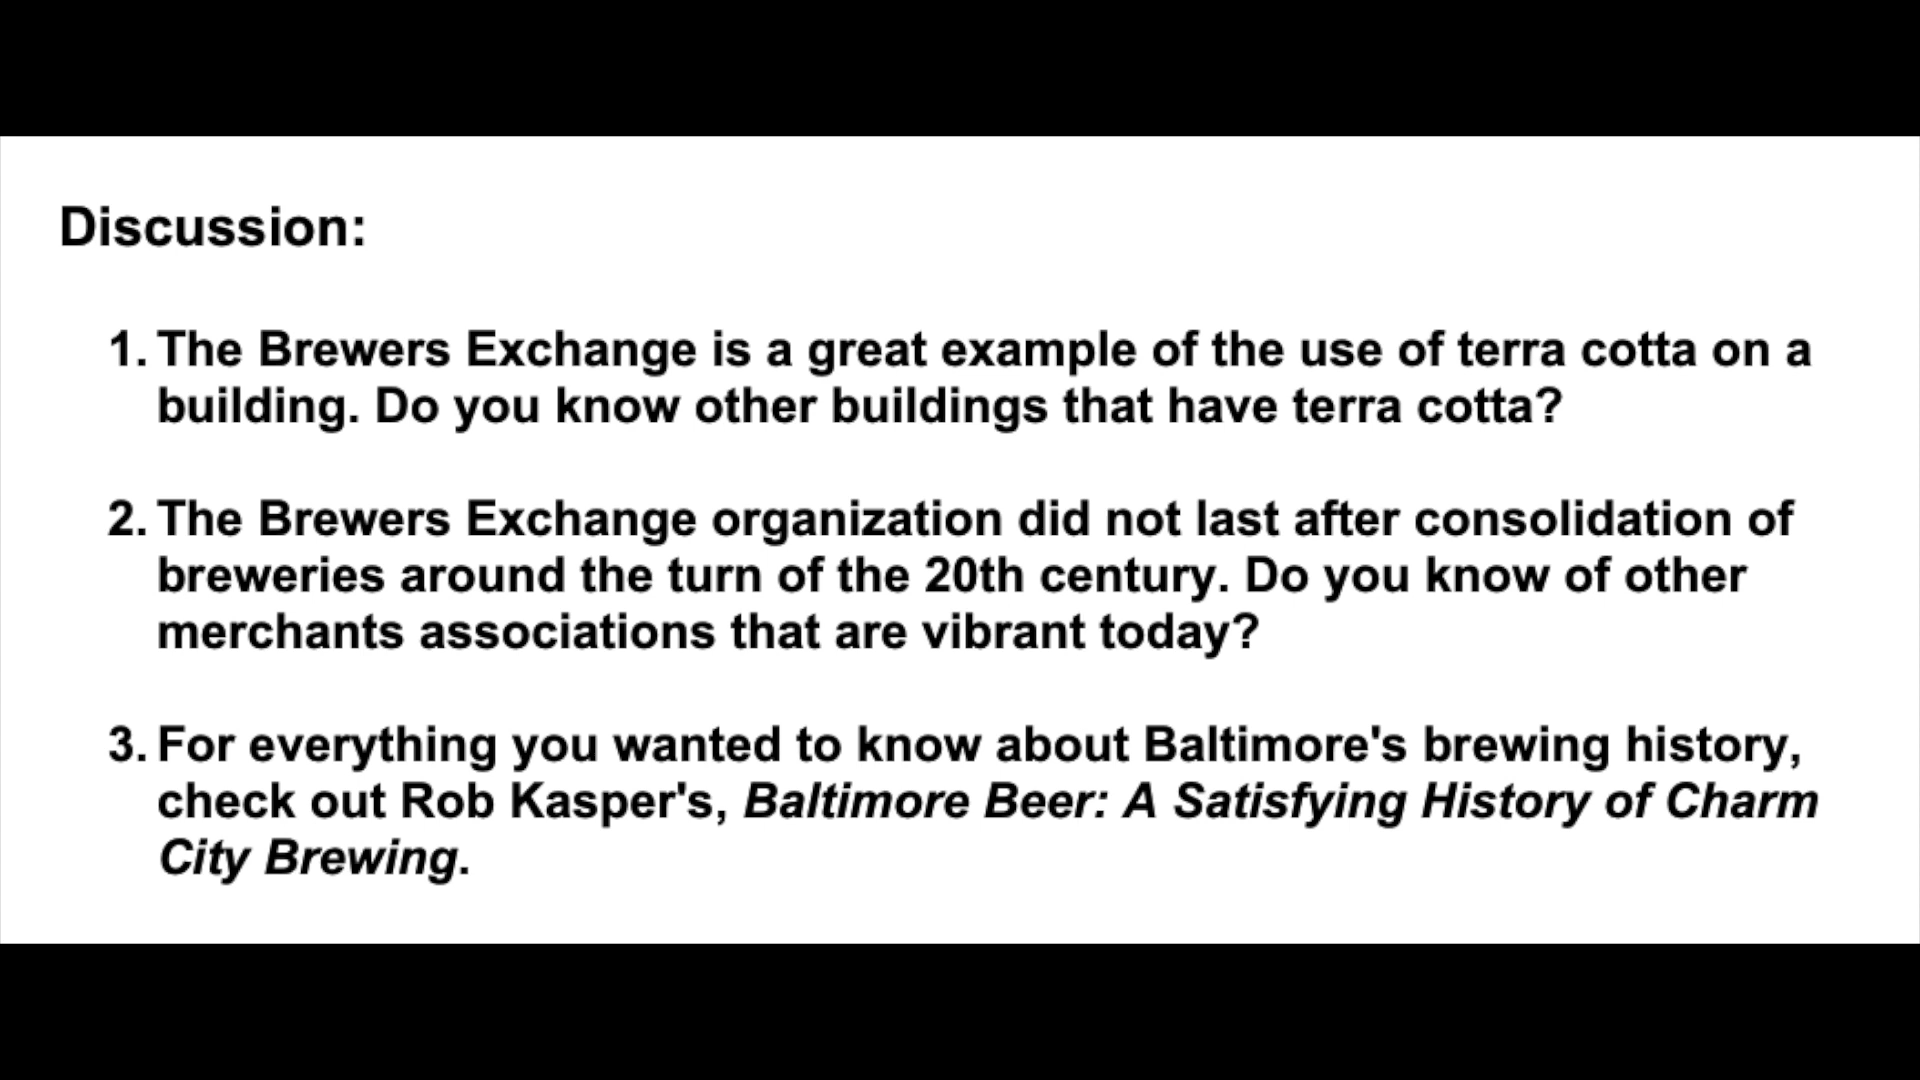 Discussion:
1. The Brewers Exchange is a great example of the use of terra cotta on a
building. Do you know other buildings that have terra cotta?
2. The Brewers Exchange organization did not last after consolidation of
breweries around the turn of the 20th century. Do you know of other
merchants associations that are vibrant today?
3. For everything you wanted to know about Baltimore's brewing history,
check out Rob Kasper's, Baltimore Beer: A Satisfying History of Charm
City Brewing.